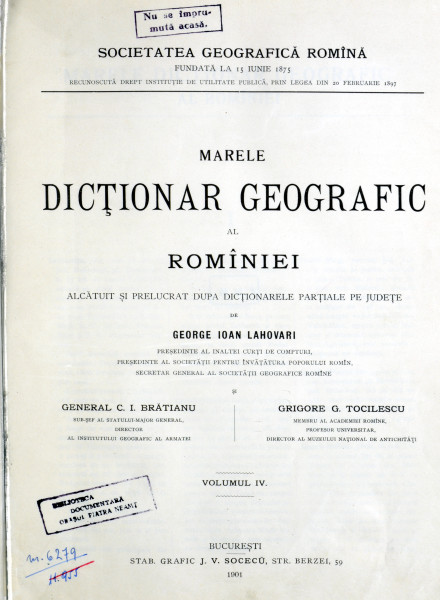 Nu se impru-
mută acasă.
SOCIETATEA GEOGRAFICĂ ROMÎNĂ
FUNDATĂ LA 15 IUNIE 1875
RECUNOSCUTĂ DREPT INSTITUȚIE DE UTILITATE PUBLICĂ, PRIN LEGEA DIN 20 FEBRUARIE 1897
MARELE
DICȚIONAR GEOGRAFIC
AL
ROMÎNIEI
ALCĂTUIT ȘI PRELUCRAT DUPA DICȚIONARELE PARȚIALE PE JUDEȚE
DE
GEORGE IOAN LAHOVARI
PREȘEDINTE AL INALTEI CURȚI DE COMPTURI,
PREȘEDINTE AL SOCIETĂȚII PENTRU ÎNVĂȚĂTURA POPORULUI ROMÎN,
SECRETAR GENERAL AL SOCIETĂȚII GEOGRAFICE ROMÎNE
ȘI
GENERAL C. I. BRĂTIANU
SUB-ȘEF AL STATULUI-MAJOR GENERAL,
DIRECTOR
AL INSTITUTULUI GEOGRAFIC AL ARMATEI
GRIGORE G. TOCILESCU
MEMBRU AL ACADEMIEI ROMÎNE,
PROFESOR UNIVERSITAR,
DIRECTOR AL MUZEULUI NAȚIONAL DE ANTICHITĂȚI
VOLUMUL IV.
BIBLIOTECA
DOCUMENTARĂ
ORAȘUL PIATRA NEAMȚ
m. 6279
BUCUREȘTI
STAB. GRAFIC J. V. SOCECŬ, STR. BERZEI, 59
1901